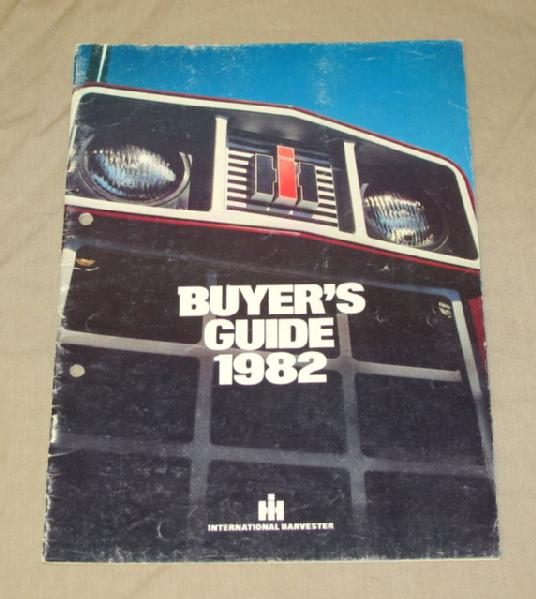 BUYER'S
GUIDE
1982
INTERNATIONAL HARVESTER